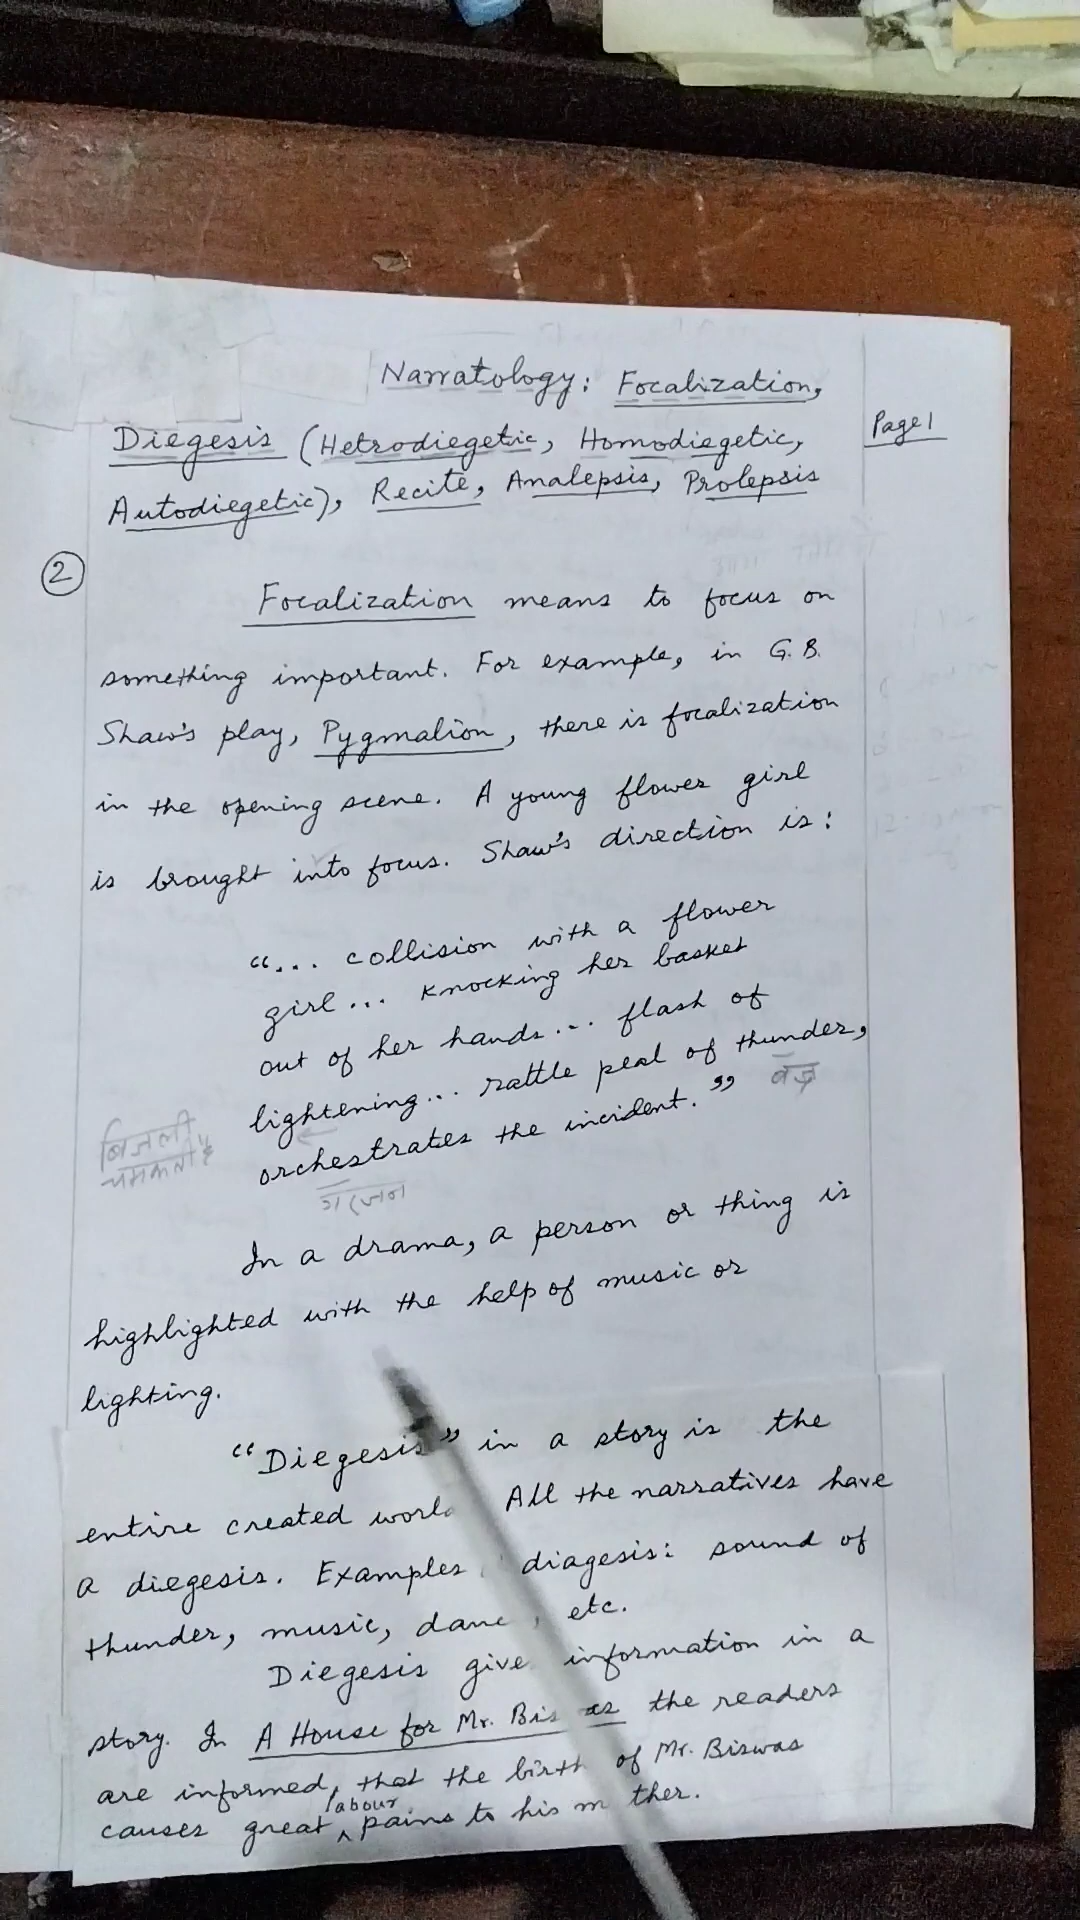 Narratology: Focalization,
Diegesis (Hetrodiegetic, Homodiegetic,
Page 1
Autodiegetic), Recite, Analepsis, Prolepsis
2
Focalization means to focus on
something important. For example, in G.B.
Shaw's play, Pygmalion, there is focalization
in the opening scene. A young flower girl
is brought into focus. Shaw's direction is:
"... collision with a flower
girl... knocking her basket
out of her hands... flash of
lightening... rattle peal of thunder,
orchestrates the incident."
बिजली
चमकती है
In a drama, a person or thing is
highlighted with the help of music or
lighting.
"Diegesis" in a story is the
entire created worl All the narratives have
a diegesis. Examples diagesis: sound of
thunder, music, danc , etc.
Diegesis give information in a
story. In A House for Mr. Bis as the readers
are informed, that the birth of Mr. Biswas
causes great labour pains to his m ther.